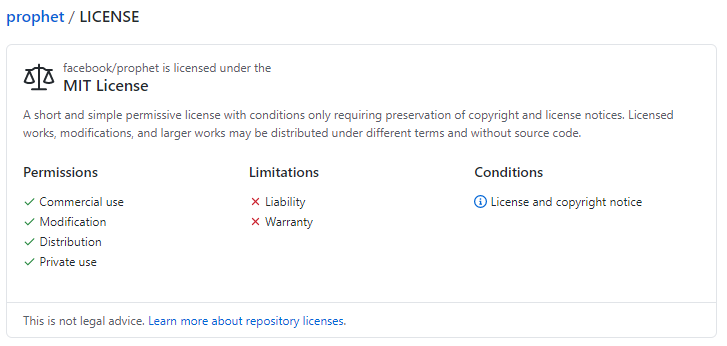 prophet / LICENSE
facebook/prophet is licensed under the
MIT License
A short and simple permissive license with conditions only requiring preservation of copyright and license notices. Licensed
works, modifications, and larger works may be distributed under different terms and without source code.
Permissions
Commercial use
Modification
Distribution
Private use
Limitations
Liability
Warranty
Conditions
License and copyright notice
This is not legal advice. Learn more about repository licenses.